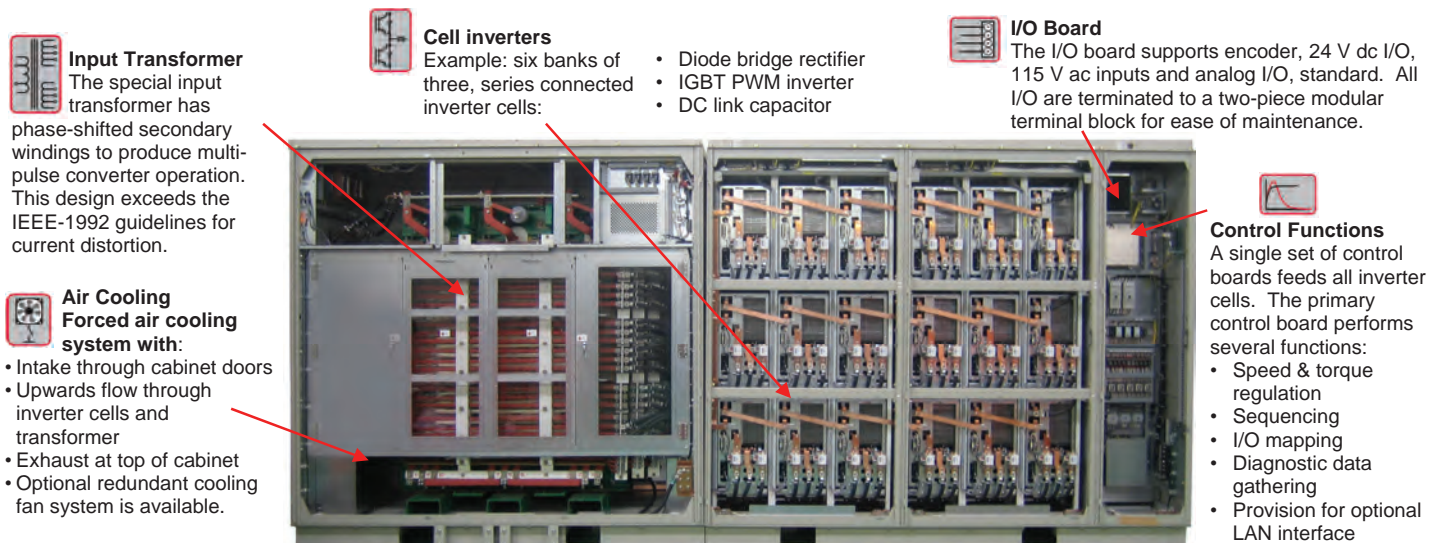 Input Transformer
The special input
transformer has
phase-shifted secondary
windings to produce multi-
pulse converter operation.
This design exceeds the
IEEE-1992 guidelines for
current distortion.
Air Cooling
Forced air cooling
system with:
• Intake through cabinet doors
• Upwards flow through
inverter cells and
transformer
• Exhaust at top of cabinet
• Optional redundant cooling
fan system is available.
Cell inverters
Example: six banks of
three, series connected
inverter cells:
• Diode bridge rectifier
• IGBT PWM inverter
• DC link capacitor
I/O Board
The I/O board supports encoder, 24 V dc I/O,
115 V ac inputs and analog I/O, standard. All
I/O are terminated to a two-piece modular
terminal block for ease of maintenance.
Control Functions
A single set of control
boards feeds all inverter
cells. The primary
control board performs
several functions:
• Speed & torque
regulation
• Sequencing
• I/O mapping
• Diagnostic data
gathering
• Provision for optional
LAN interface